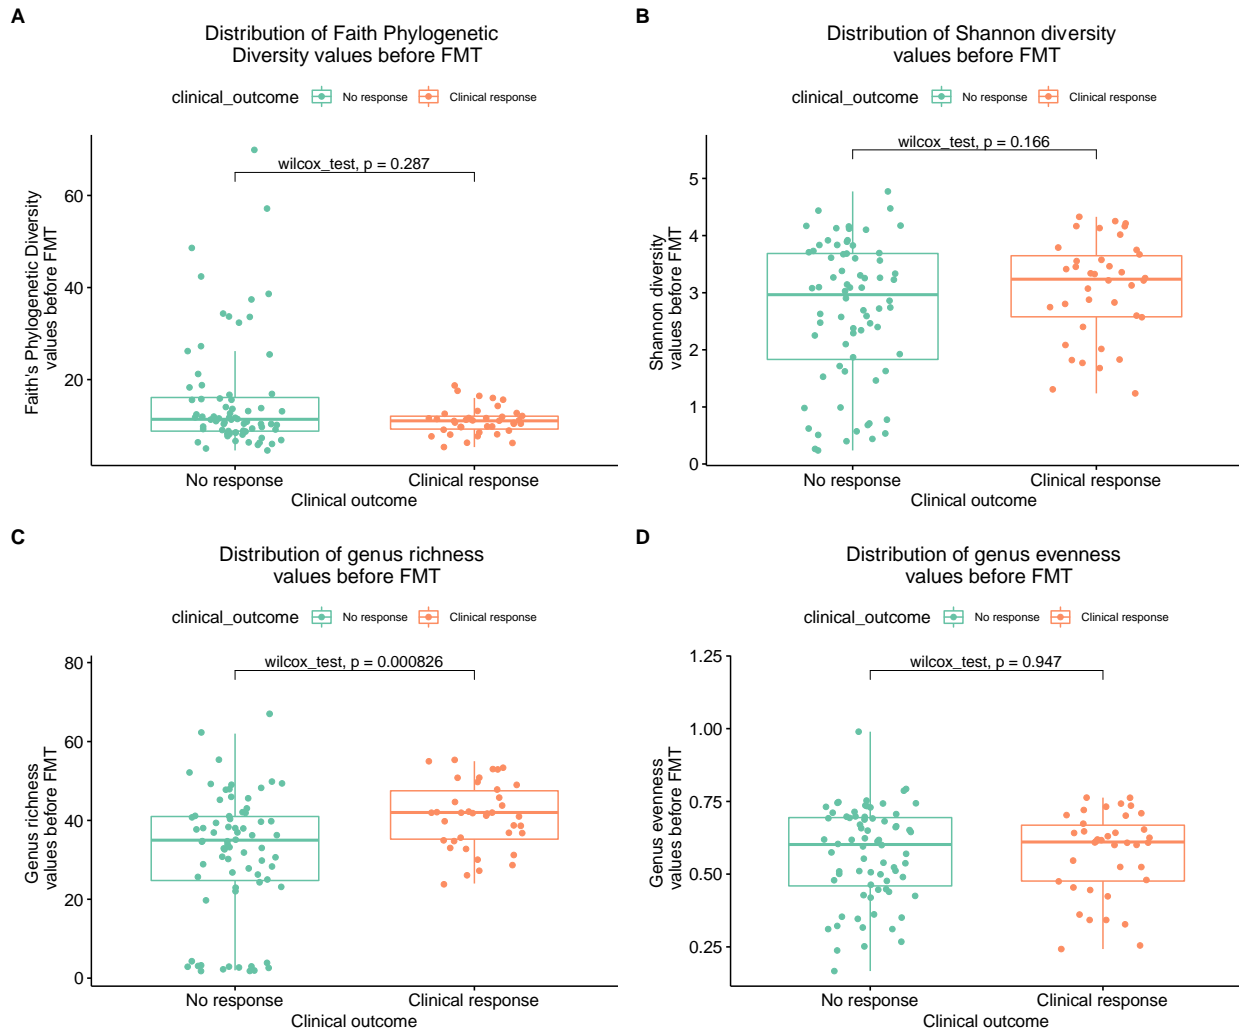 A
Distribution of Faith Phylogenetic
Diversity values before FMT
clinical_outcome No response Clinical response
wilcox_test, p = 0.287
Faith's Phylogenetic Diversity
values before FMT
60
40
20
No response Clinical response
Clinical outcome
B
Distribution of Shannon diversity
values before FMT
clinical_outcome No response Clinical response
wilcox_test, p = 0.166
Shannon diversity
values before FMT
5
4
3
2
1
0
No response Clinical response
Clinical outcome
C
Distribution of genus richness
values before FMT
clinical_outcome No response Clinical response
wilcox_test, p = 0.000826
Genus richness
values before FMT
80
60
40
20
0
No response Clinical response
Clinical outcome
D
Distribution of genus evenness
values before FMT
clinical_outcome No response Clinical response
wilcox_test, p = 0.947
Genus evenness
values before FMT
1.25
1.00
0.75
0.50
0.25
No response Clinical response
Clinical outcome